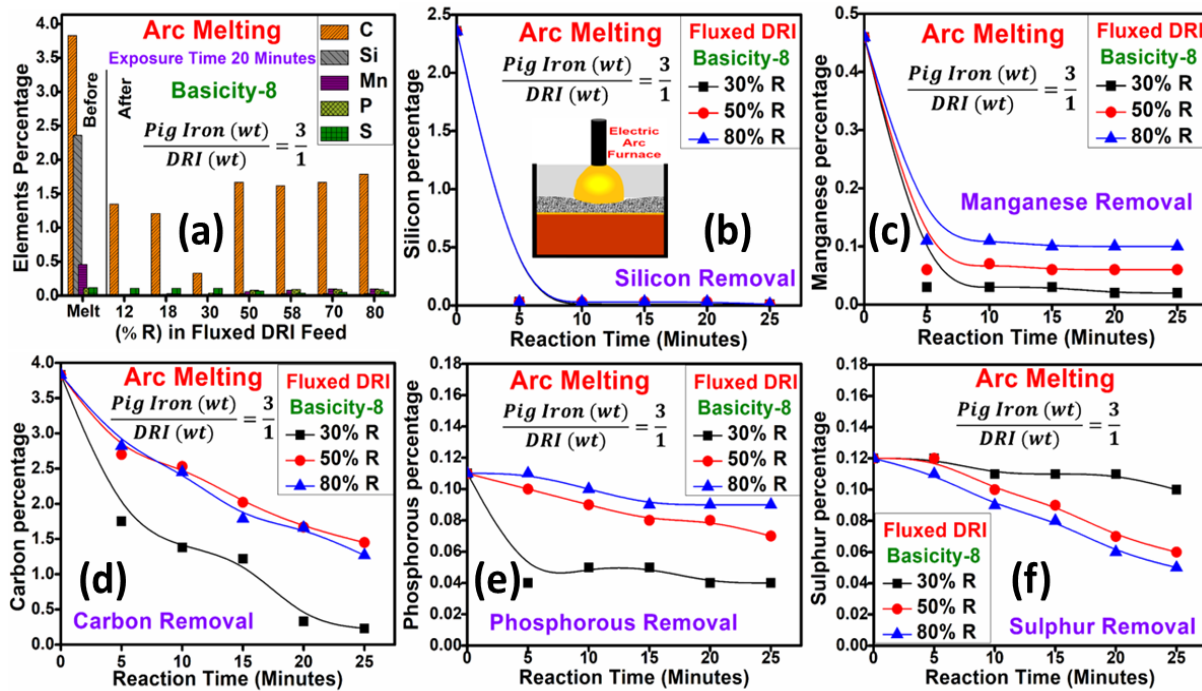 Arc Melting
Exposure Time 20 Minutes
Basicity-8
Pig Iron (wt) / DRI (wt) = 3/1
C
Si
Mn
P
S
Before
After
(a)
Elements Percentage
4.0
3.5
3.0
2.5
2.0
1.5
1.0
0.5
0.0
Melt 12 18 30 50 58 70 80
(% R) in Fluxed DRI Feed
Arc Melting
Pig Iron (wt) / DRI (wt) = 3/1
Fluxed DRI
Basicity-8
30% R
50% R
80% R
Electric
Arc
Furnace
(b)
Silicon Removal
Silicon percentage
2.5
2.0
1.5
1.0
0.5
0.0
0 5 10 15 20 25
Reaction Time (Minutes)
Arc Melting
Pig Iron (wt) / DRI (wt) = 3/1
Fluxed DRI
Basicity-8
30% R
50% R
80% R
Manganese Removal
(c)
Manganese percentage
0.5
0.4
0.3
0.2
0.1
0.0
0 5 10 15 20 25
Reaction Time (Minutes)
Arc Melting
Pig Iron (wt) / DRI (wt) = 3/1
Fluxed DRI
Basicity-8
30% R
50% R
80% R
(d)
Carbon Removal
Carbon percentage
4.0
3.5
3.0
2.5
2.0
1.5
1.0
0.5
0.0
0 5 10 15 20 25
Reaction Time (Minutes)
Arc Melting
Pig Iron (wt) / DRI (wt) = 3/1
Fluxed DRI
Basicity-8
30% R
50% R
80% R
(e)
Phosphorous Removal
Phosphorous percentage
0.18
0.16
0.14
0.12
0.10
0.08
0.06
0.04
0.02
0.00
0 5 10 15 20 25
Reaction Time (Minutes)
Arc Melting
Pig Iron (wt) / DRI (wt) = 3/1
Fluxed DRI
Basicity-8
30% R
50% R
80% R
(f)
Sulphur Removal
Sulphur percentage
0.18
0.16
0.14
0.12
0.10
0.08
0.06
0.04
0.02
0.00
0 5 10 15 20 25
Reaction Time (Minutes)